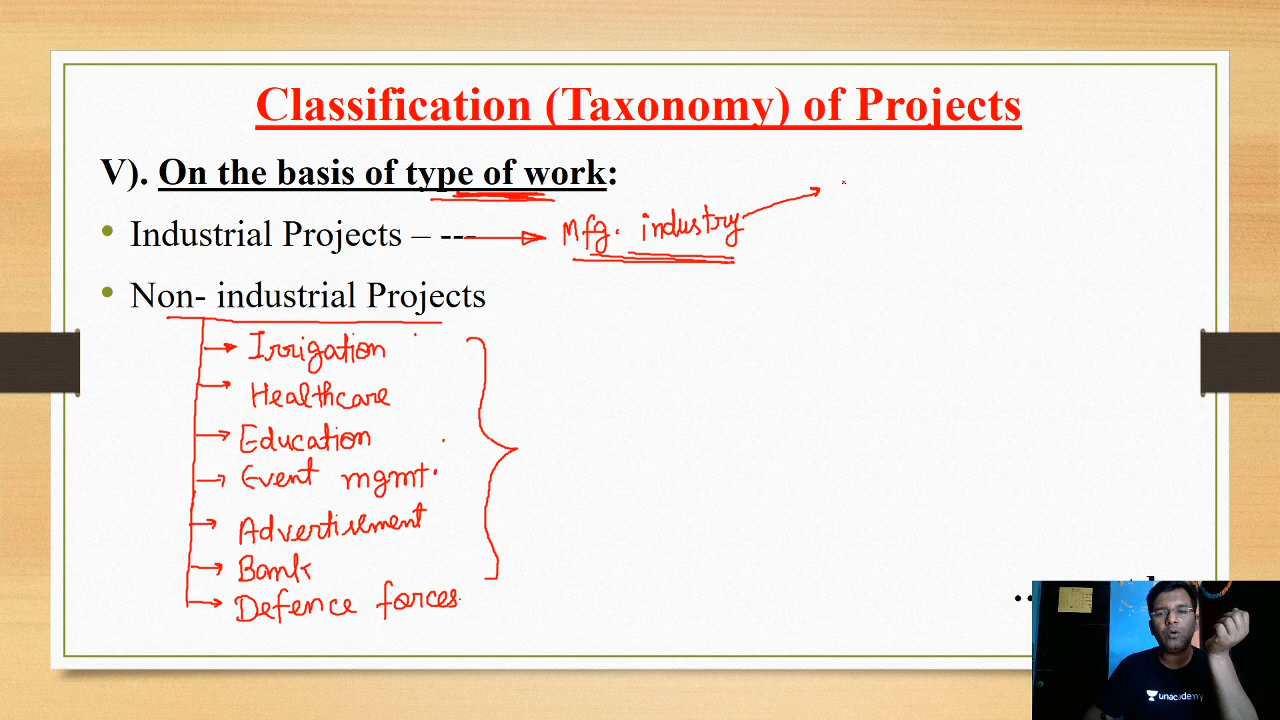 Classification (Taxonomy) of Projects
V). On the basis of type of work:
• Industrial Projects – --- Mfg. industry
• Non- industrial Projects
Irrigation
Healthcare
Education
Event mgmt.
Advertisement
Bank
Defence forces
unacademy